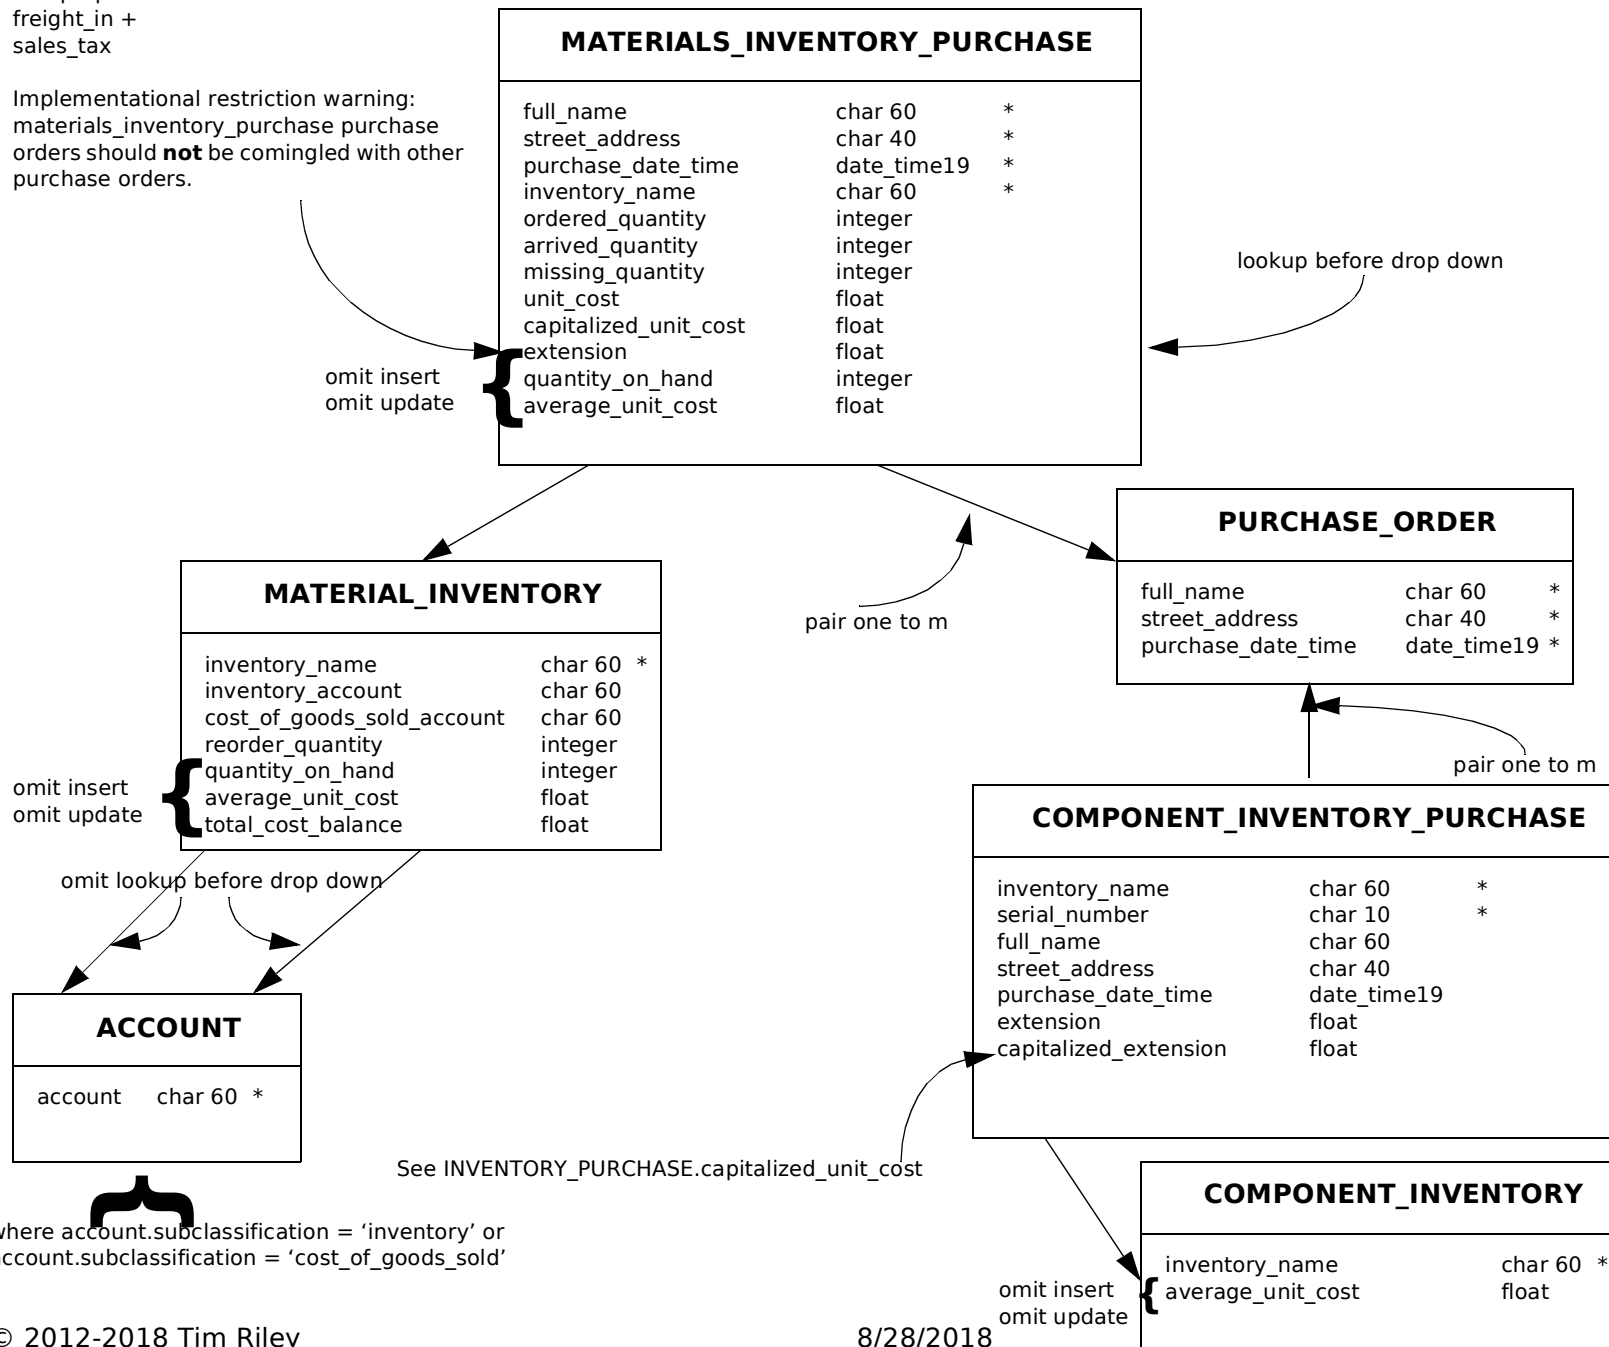 freight_in +
sales_tax
Implementational restriction warning:
materials_inventory_purchase purchase
orders should not be comingled with other
purchase orders.
MATERIALS_INVENTORY_PURCHASE
full_name char 60 *
street_address char 40 *
purchase_date_time date_time19 *
inventory_name char 60 *
ordered_quantity integer
arrived_quantity integer
missing_quantity integer
unit_cost float
capitalized_unit_cost float
extension float
quantity_on_hand integer
average_unit_cost float
omit insert
omit update
lookup before drop down
PURCHASE_ORDER
full_name char 60 *
street_address char 40 *
purchase_date_time date_time19 *
pair one to m
MATERIAL_INVENTORY
inventory_name char 60 *
inventory_account char 60
cost_of_goods_sold_account char 60
reorder_quantity integer
quantity_on_hand integer
average_unit_cost float
total_cost_balance float
omit insert
omit update
pair one to m
COMPONENT_INVENTORY_PURCHASE
inventory_name char 60 *
serial_number char 10 *
full_name char 60
street_address char 40
purchase_date_time date_time19
extension float
capitalized_extension float
omit lookup before drop down
ACCOUNT
account char 60 *
See INVENTORY_PURCHASE.capitalized_unit_cost
where account.subclassification = ‘inventory’ or
account.subclassification = ‘cost_of_goods_sold’
COMPONENT_INVENTORY
inventory_name char 60 *
average_unit_cost float
omit insert
omit update
© 2012-2018 Tim Riley
8/28/2018